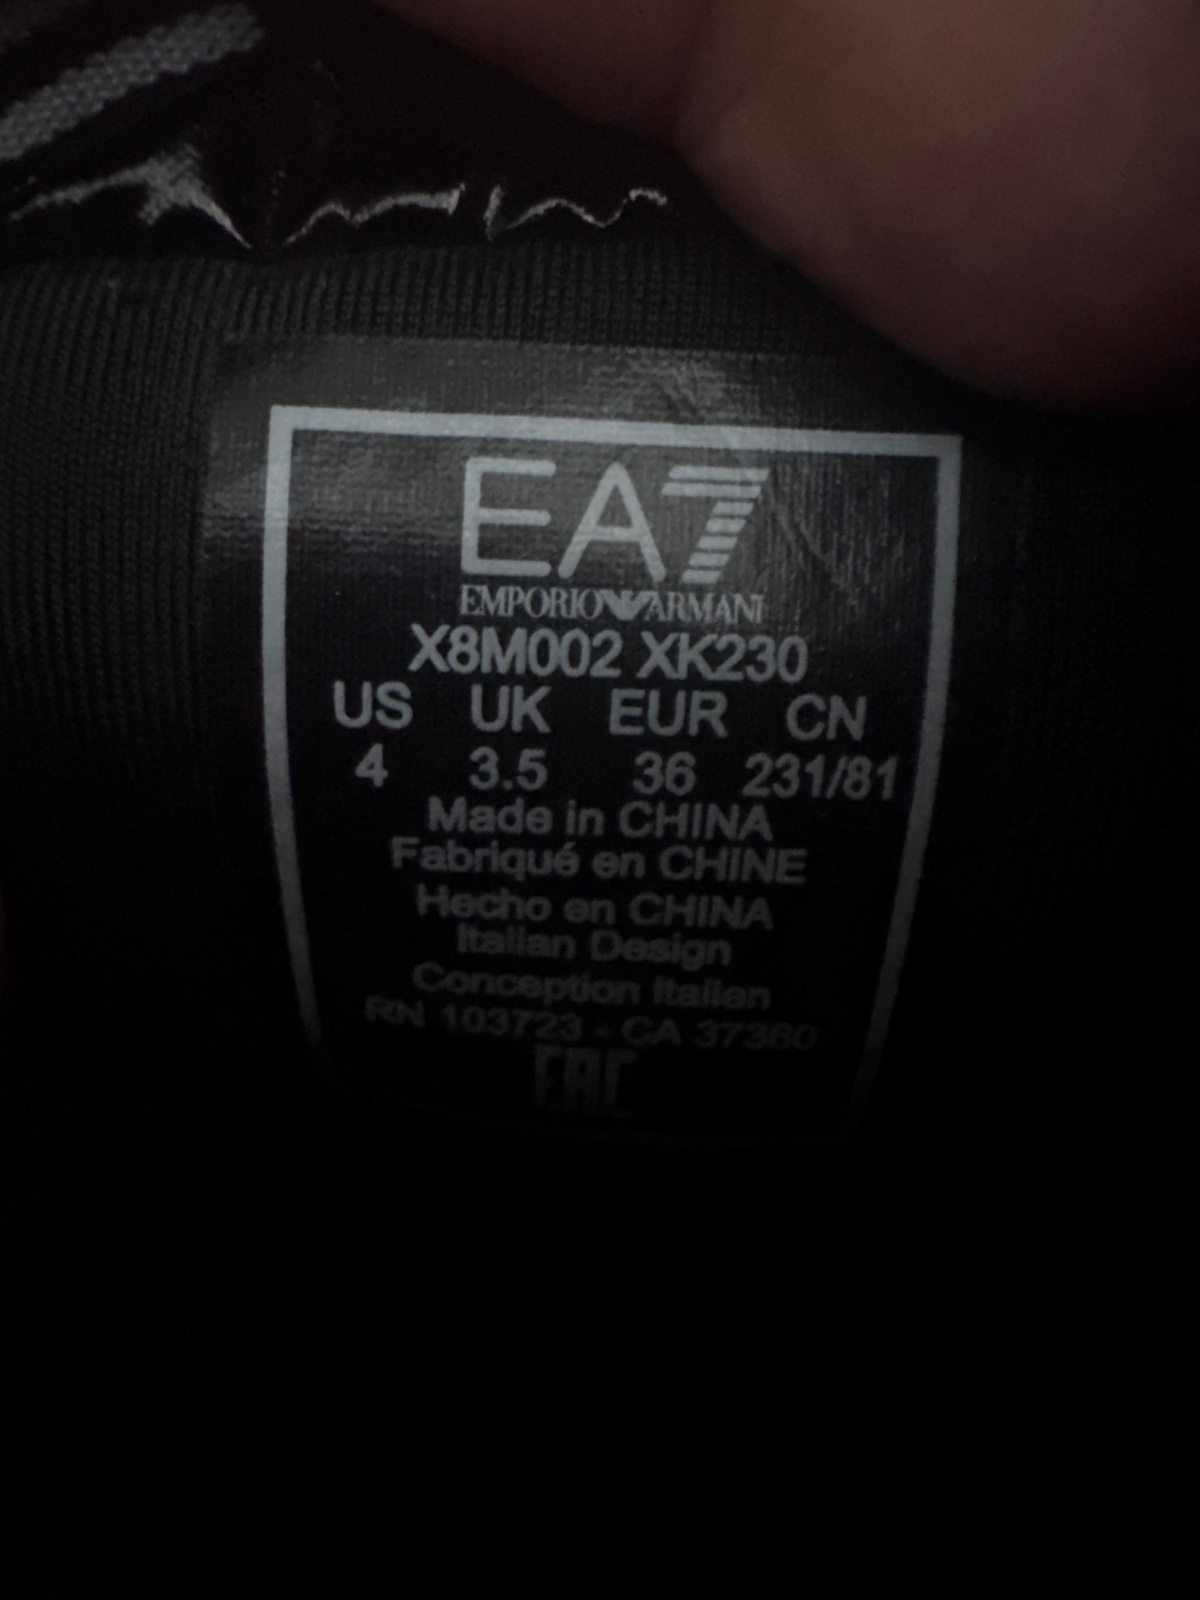 EA7
EMPORIO ARMANI
X8M002 XK230
US UK EUR CN
4 3.5 36 231/81
Made in CHINA
Fabriqué en CHINE
Hecho en CHINA
Italian Design
Conception Italien
RN 103723 - CA 37360
EAC